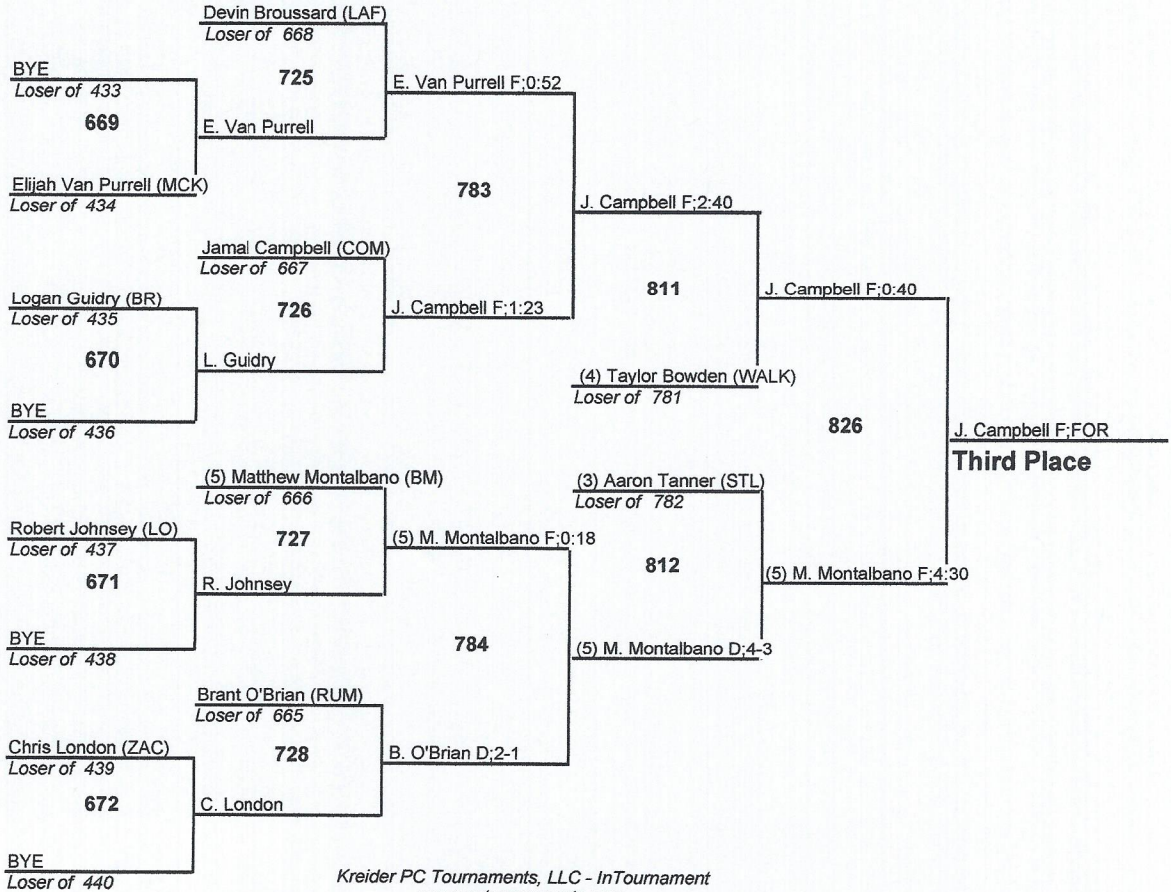 Devin Broussard (LAF)
Loser of 668
725
BYE
Loser of 433
669
E. Van Purrell
Elijah Van Purrell (MCK)
Loser of 434
E. Van Purrell F;0:52
783
Jamal Campbell (COM)
Loser of 667
726
Logan Guidry (BR)
Loser of 435
670
L. Guidry
BYE
Loser of 436
J. Campbell F;1:23
J. Campbell F;2:40
811
(4) Taylor Bowden (WALK)
Loser of 781
J. Campbell F;0:40
826
J. Campbell F;FOR
Third Place
(5) Matthew Montalbano (BM)
Loser of 666
727
Robert Johnsey (LO)
Loser of 437
671
R. Johnsey
BYE
Loser of 438
(5) M. Montalbano F;0:18
784
(3) Aaron Tanner (STL)
Loser of 782
812
(5) M. Montalbano F;4:30
(5) M. Montalbano D;4-3
Brant O'Brian (RUM)
Loser of 665
728
B. O'Brian D;2-1
Chris London (ZAC)
Loser of 439
672
C. London
BYE
Loser of 440
Kreider PC Tournaments, LLC - InTournament